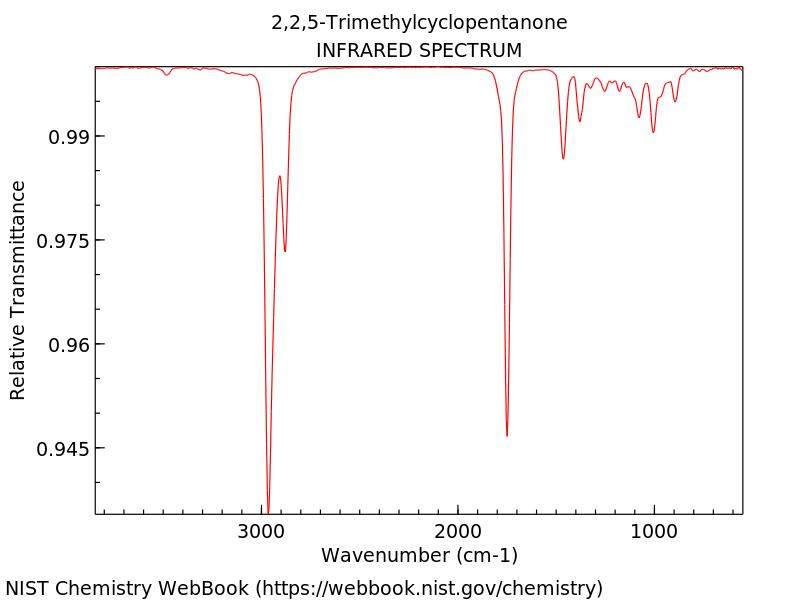 2,2,5-Trimethylcyclopentanone
INFRARED SPECTRUM
Relative Transmittance
0.99
0.975
0.96
0.945
3000 2000 1000
Wavenumber (cm-1)
NIST Chemistry WebBook (https://webbook.nist.gov/chemistry)